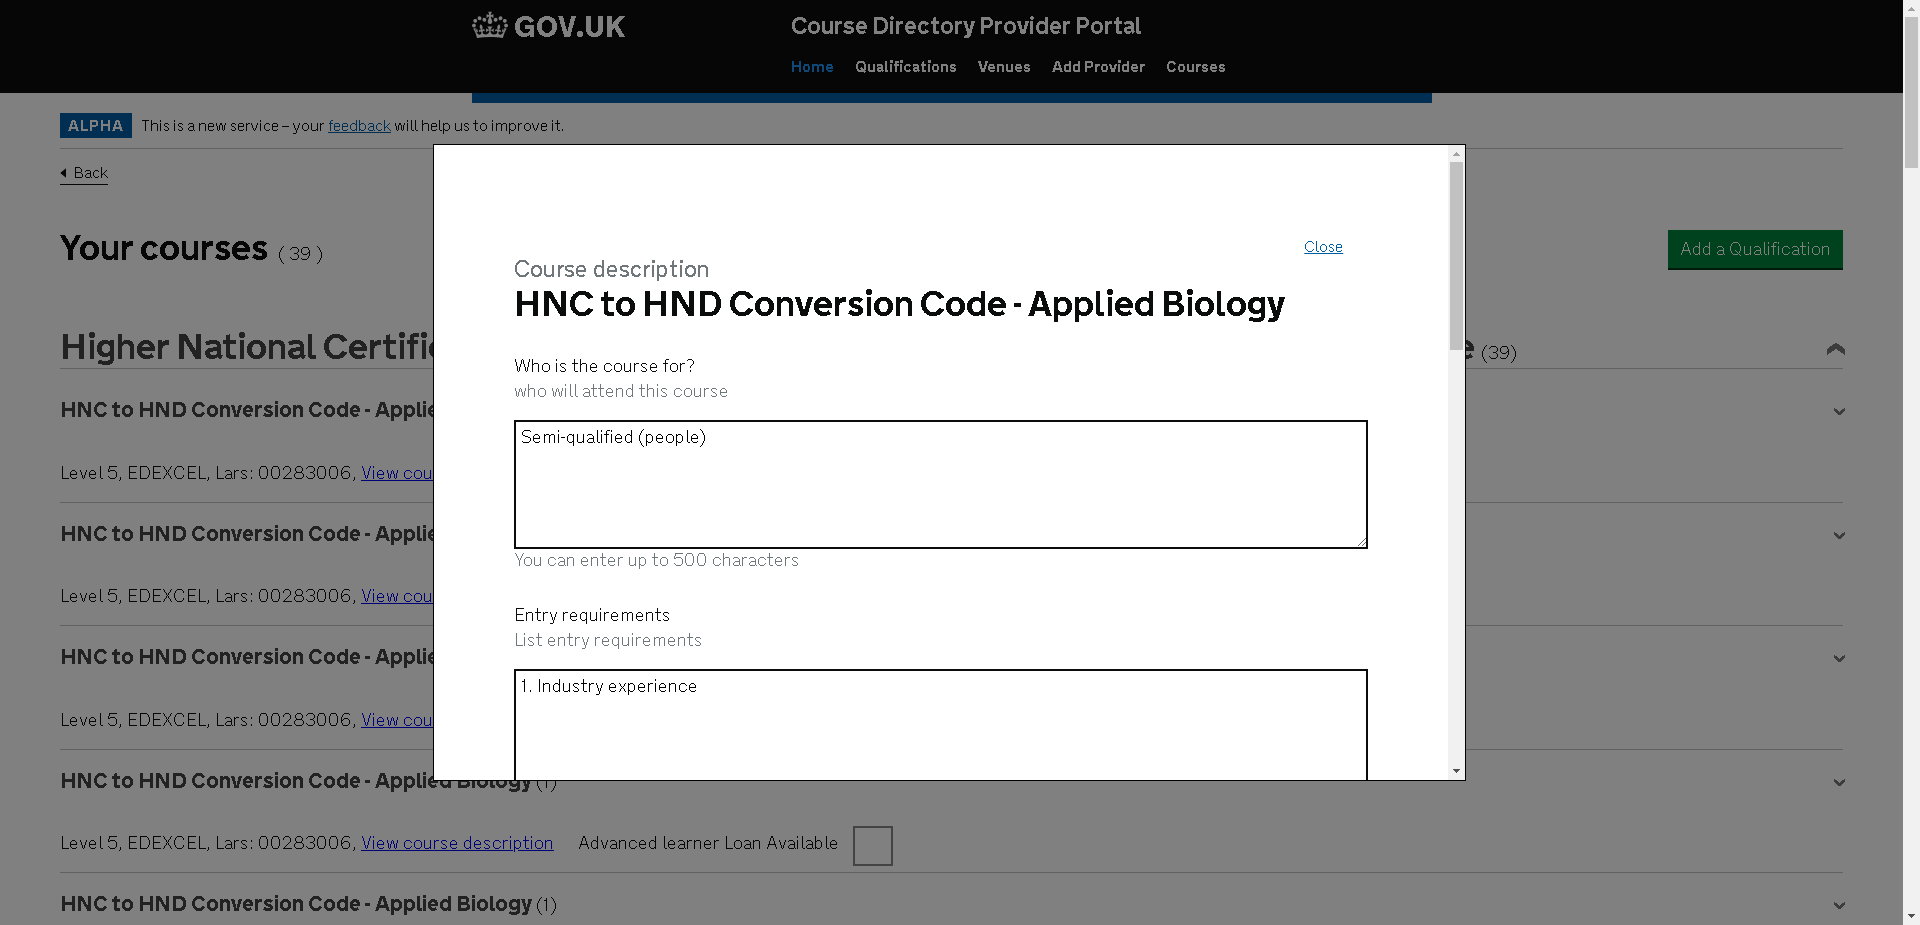 GOV.UK
Course Directory Provider Portal
Home Qualifications Venues Add Provider Courses
ALPHA This is a new service – your feedback will help us to improve it.
Back
Your courses ( 39 )
Add a Qualification
Higher National Certifi
(39)
HNC to HND Conversion Code - Applie
Level 5, EDEXCEL, Lars: 00283006, View cou
HNC to HND Conversion Code - Applie
Level 5, EDEXCEL, Lars: 00283006, View cou
HNC to HND Conversion Code - Applie
Level 5, EDEXCEL, Lars: 00283006, View cou
HNC to HND Conversion Code - Applied Biology (1)
Level 5, EDEXCEL, Lars: 00283006, View course description Advanced learner Loan Available
HNC to HND Conversion Code - Applied Biology (1)
Close
Course description
HNC to HND Conversion Code - Applied Biology
Who is the course for?
who will attend this course
Semi-qualified (people)
You can enter up to 500 characters
Entry requirements
List entry requirements
1. Industry experience